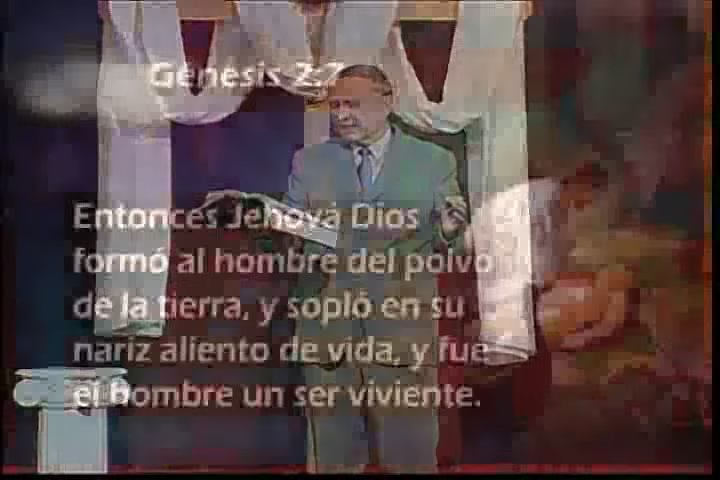 Génesis 2:7
Entonces Jehová Dios
formó al hombre del polvo
de la tierra, y sopló en su
nariz aliento de vida, y fue
el hombre un ser viviente.